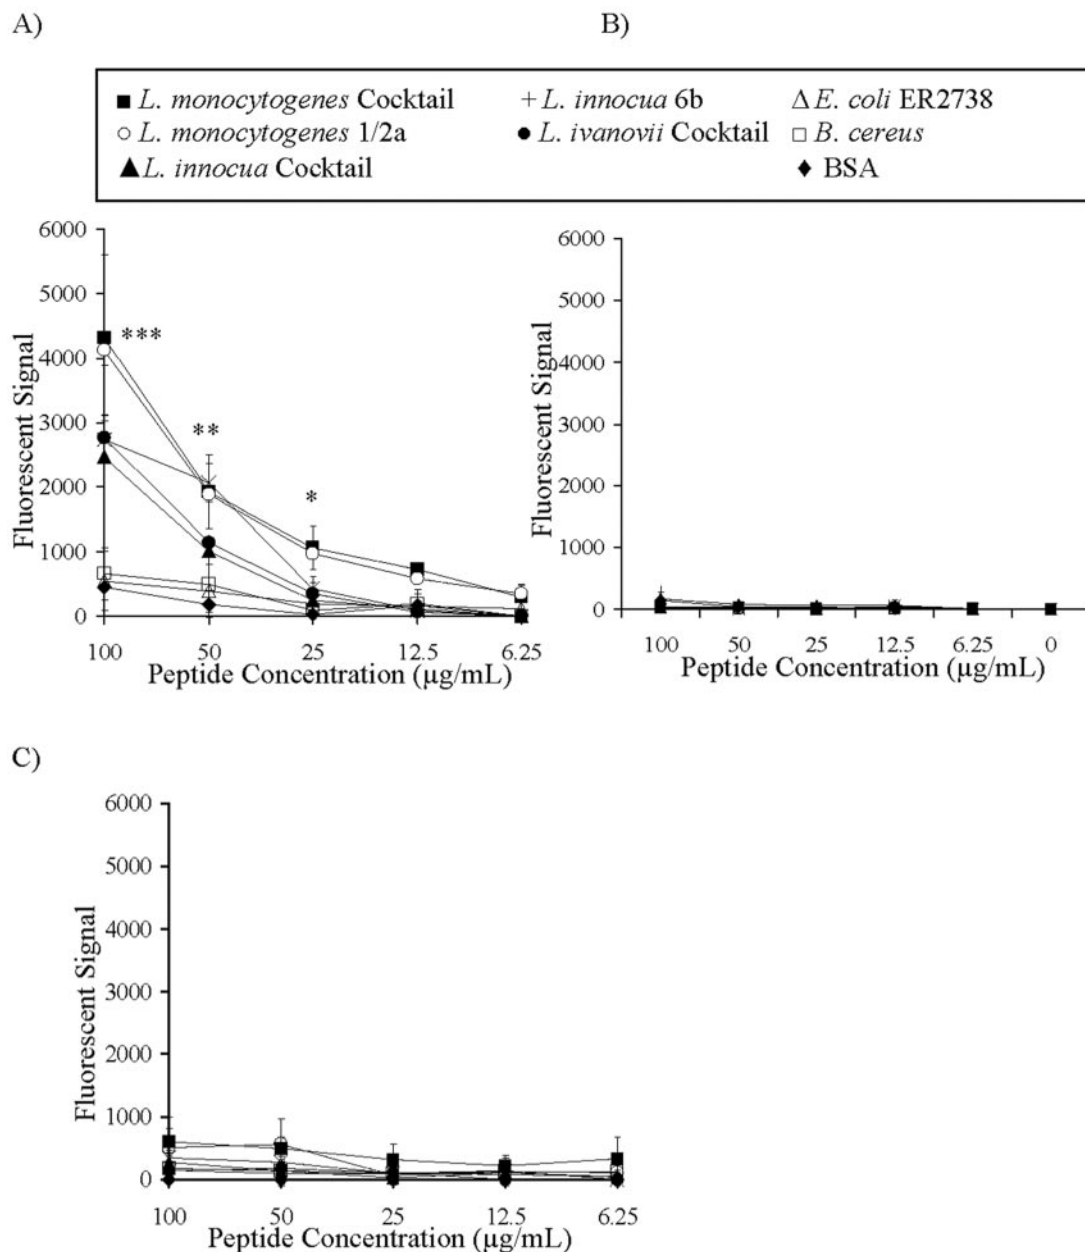 A) B)
■ L. monocytogenes Cocktail + L. innocua 6b Δ E. coli ER2738
○ L. monocytogenes 1/2a ● L. ivanovii Cocktail □ B. cereus
▲ L. innocua Cocktail ♦ BSA
6000
5000
4000
3000
2000
1000
0
Fluorescent Signal
***
**
*
100 50 25 12.5 6.25
Peptide Concentration (µg/mL)
6000
5000
4000
3000
2000
1000
0
Fluorescent Signal
100 50 25 12.5 6.25 0
Peptide Concentration (µg/mL)
C)
6000
5000
4000
3000
2000
1000
0
Fluorescent Signal
100 50 25 12.5 6.25
Peptide Concentration (µg/mL)